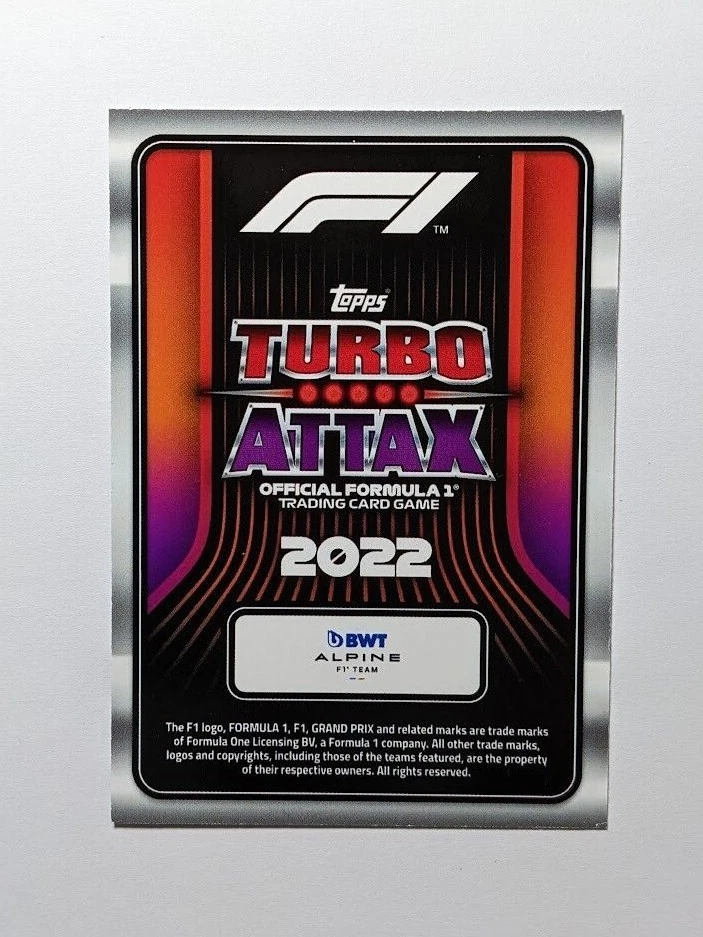 F1
TM
topps®
TURBO
ATTAX
OFFICIAL FORMULA 1®
TRADING CARD GAME
2022
BWT
ALPINE
F1® TEAM
The F1 logo, FORMULA 1, F1, GRAND PRIX and related marks are trade marks
of Formula One Licensing BV, a Formula 1 company. All other trade marks,
logos and copyrights, including those of the teams featured, are the property
of their respective owners. All rights reserved.